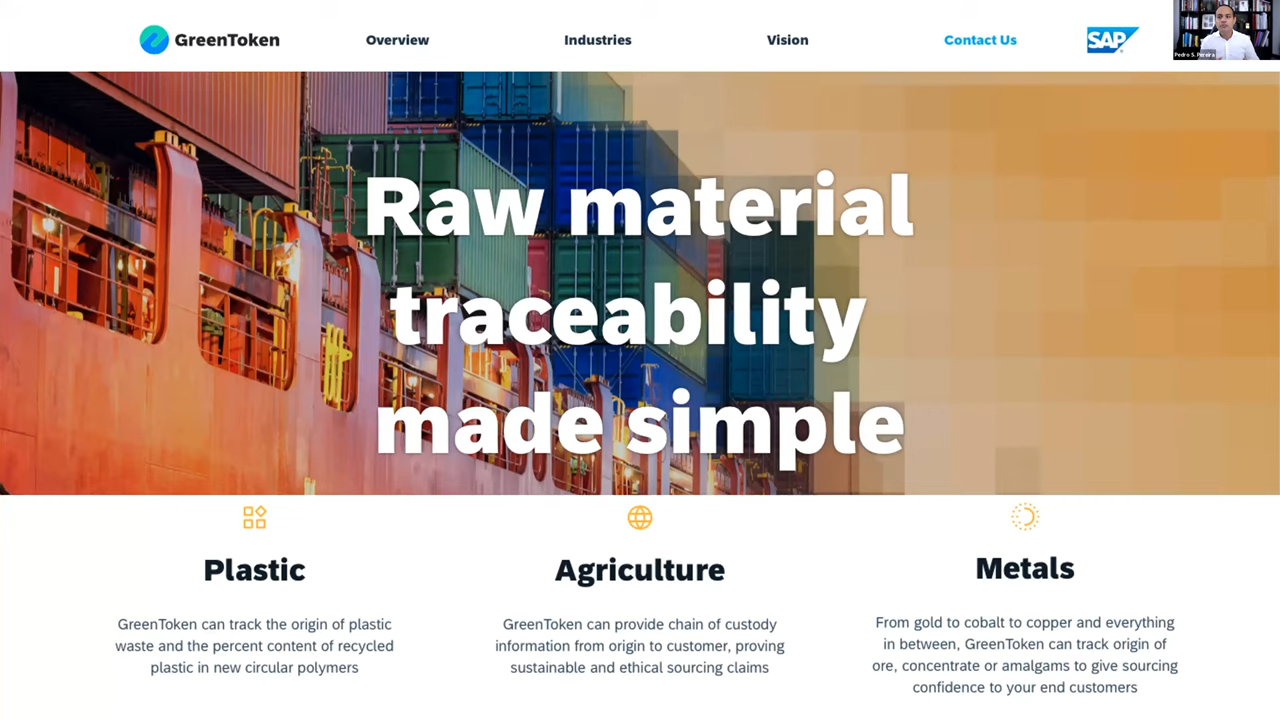 GreenToken
Overview
Industries
Vision
Contact Us
SAP
Pedro S. Pereira
Raw material
traceability
made simple
Plastic
GreenToken can track the origin of plastic
waste and the percent content of recycled
plastic in new circular polymers
Agriculture
GreenToken can provide chain of custody
information from origin to customer, proving
sustainable and ethical sourcing claims
Metals
From gold to cobalt to copper and everything
in between, GreenToken can track origin of
ore, concentrate or amalgams to give sourcing
confidence to your end customers